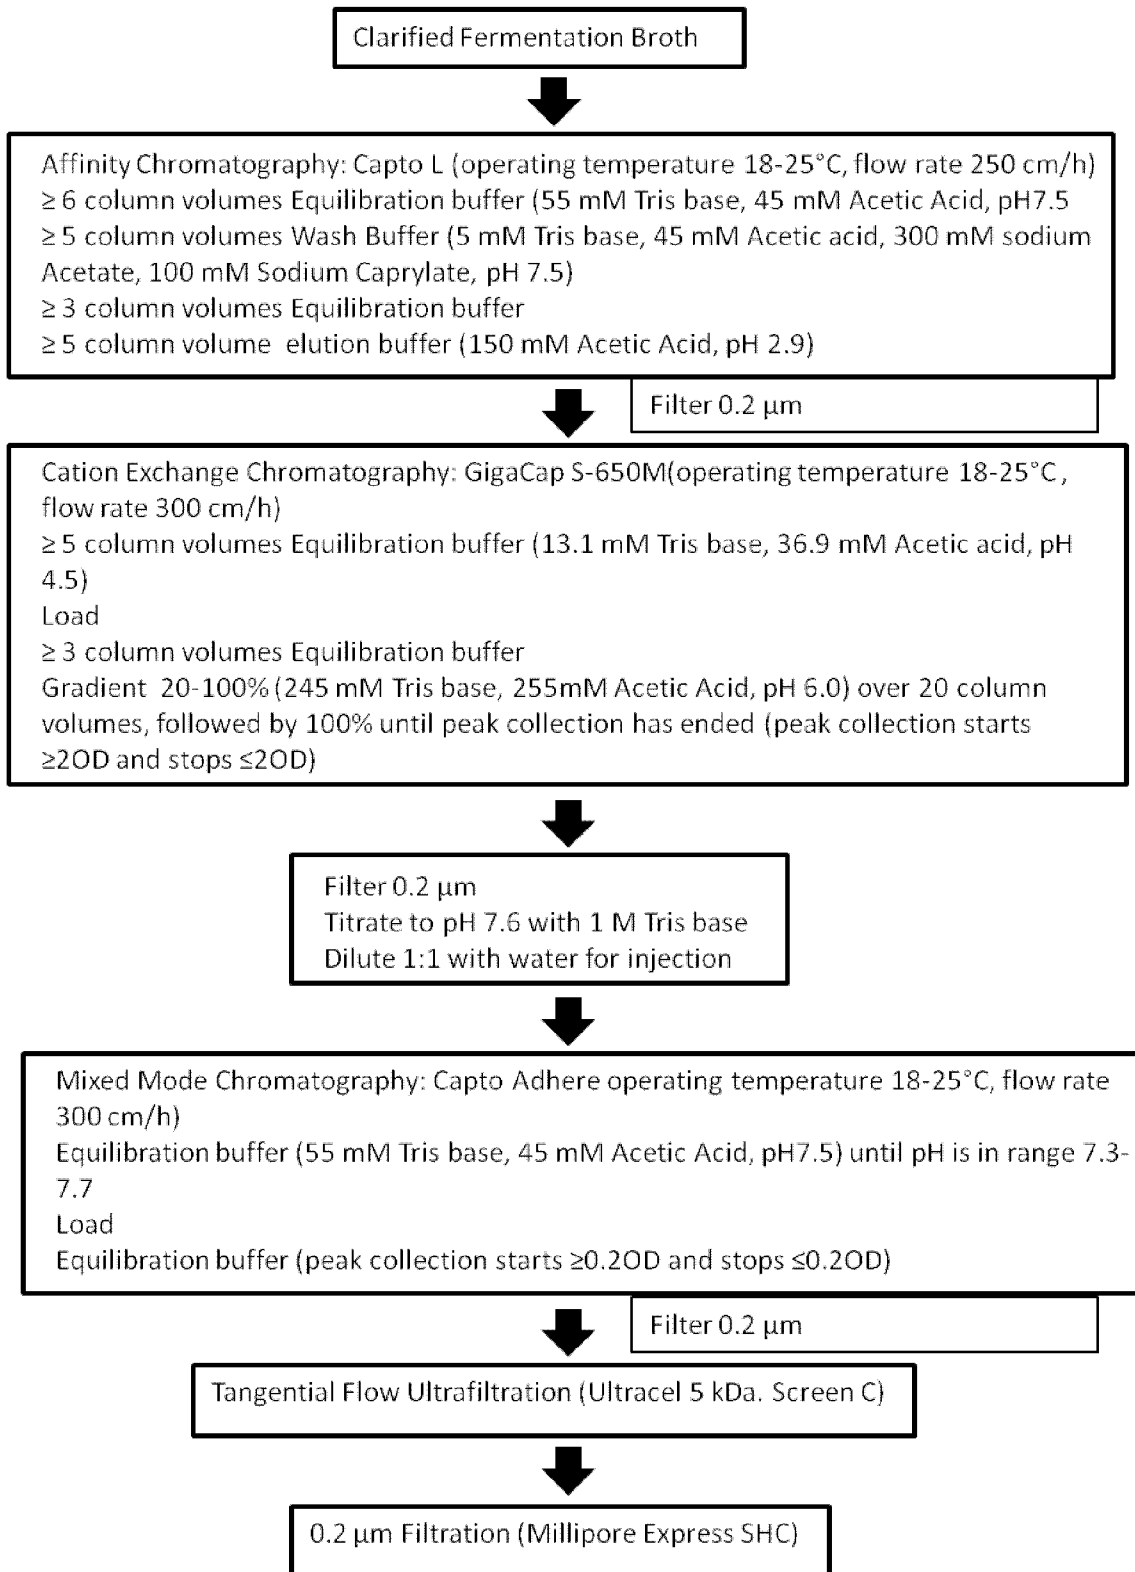 Clarified Fermentation Broth
Affinity Chromatography: Capto L (operating temperature 18-25°C, flow rate 250 cm/h)
≥ 6 column volumes Equilibration buffer (55 mM Tris base, 45 mM Acetic Acid, pH7.5
≥ 5 column volumes Wash Buffer (5 mM Tris base, 45 mM Acetic acid, 300 mM sodium
Acetate, 100 mM Sodium Caprylate, pH 7.5)
≥ 3 column volumes Equilibration buffer
≥ 5 column volume elution buffer (150 mM Acetic Acid, pH 2.9)
Filter 0.2 µm
Cation Exchange Chromatography: GigaCap S-650M(operating temperature 18-25°C,
flow rate 300 cm/h)
≥ 5 column volumes Equilibration buffer (13.1 mM Tris base, 36.9 mM Acetic acid, pH
4.5)
Load
≥ 3 column volumes Equilibration buffer
Gradient 20-100% (245 mM Tris base, 255mM Acetic Acid, pH 6.0) over 20 column
volumes, followed by 100% until peak collection has ended (peak collection starts
≥2OD and stops ≤2OD)
Filter 0.2 µm
Titrate to pH 7.6 with 1 M Tris base
Dilute 1:1 with water for injection
Mixed Mode Chromatography: Capto Adhere operating temperature 18-25°C, flow rate
300 cm/h)
Equilibration buffer (55 mM Tris base, 45 mM Acetic Acid, pH7.5) until pH is in range 7.3-
7.7
Load
Equilibration buffer (peak collection starts ≥0.2OD and stops ≤0.2OD)
Filter 0.2 µm
Tangential Flow Ultrafiltration (Ultracel 5 kDa. Screen C)
0.2 µm Filtration (Millipore Express SHC)